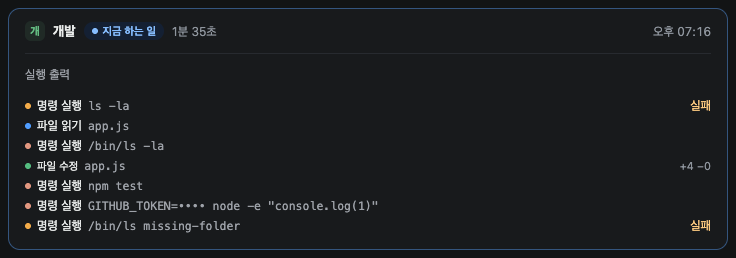 개 개발 지금 하는 일 1분 35초 오후 07:16
실행 출력
명령 실행 ls -la 실패
파일 읽기 app.js
명령 실행 /bin/ls -la
파일 수정 app.js +4 −0
명령 실행 npm test
명령 실행 GITHUB_TOKEN=•••• node -e "console.log(1)"
명령 실행 /bin/ls missing-folder 실패